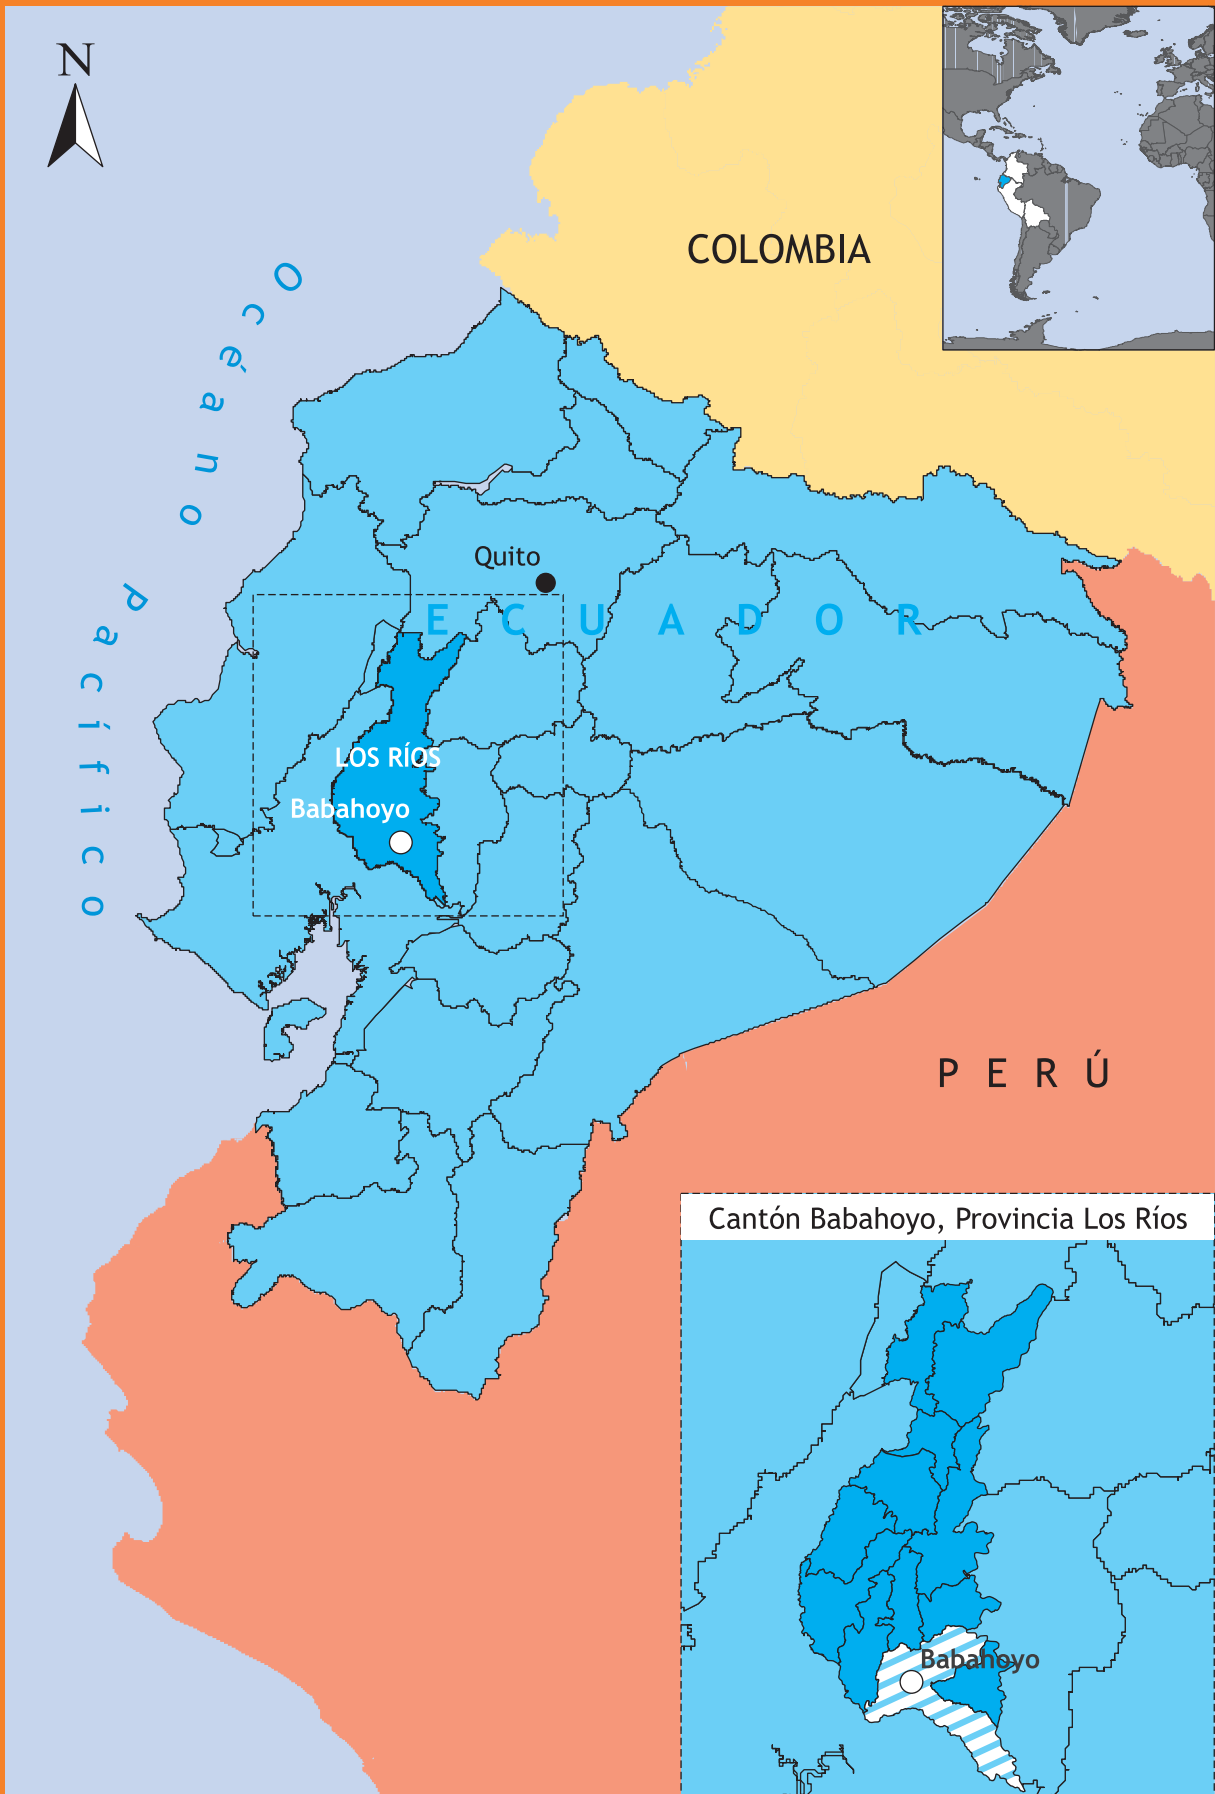 N
COLOMBIA
Océano Pacífico
Quito
ECUADOR
LOS RÍOS
Babahoyo
PERÚ
Cantón Babahoyo, Provincia Los Ríos
Babahoyo